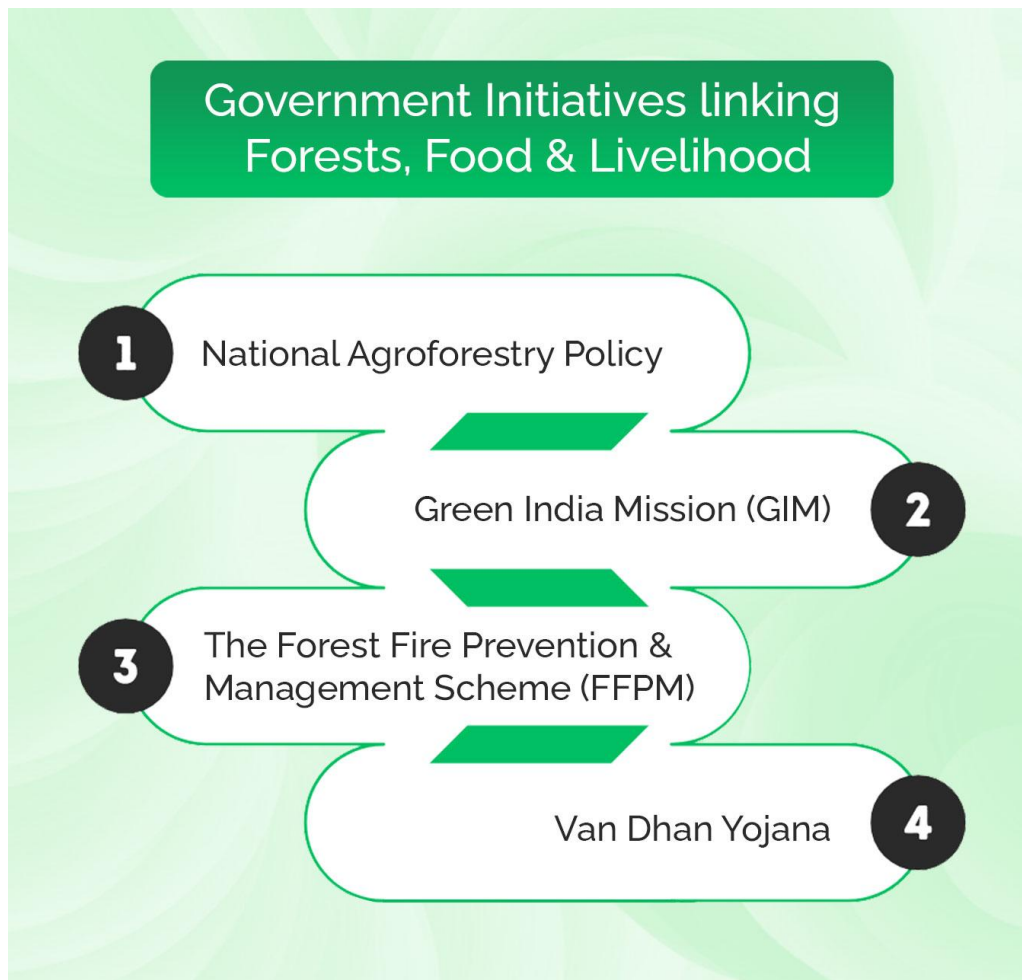 Government Initiatives linking
Forests, Food & Livelihood
1
National Agroforestry Policy
Green India Mission (GIM)
2
3
The Forest Fire Prevention &
Management Scheme (FFPM)
Van Dhan Yojana
4